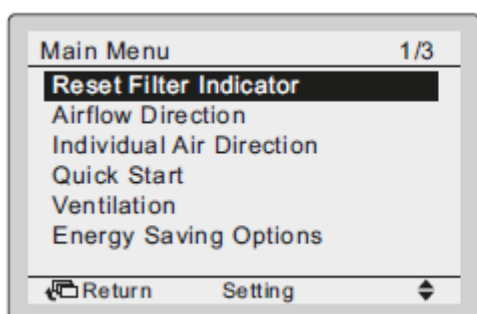 Main Menu 1/3
Reset Filter Indicator
Airflow Direction
Individual Air Direction
Quick Start
Ventilation
Energy Saving Options
Return Setting